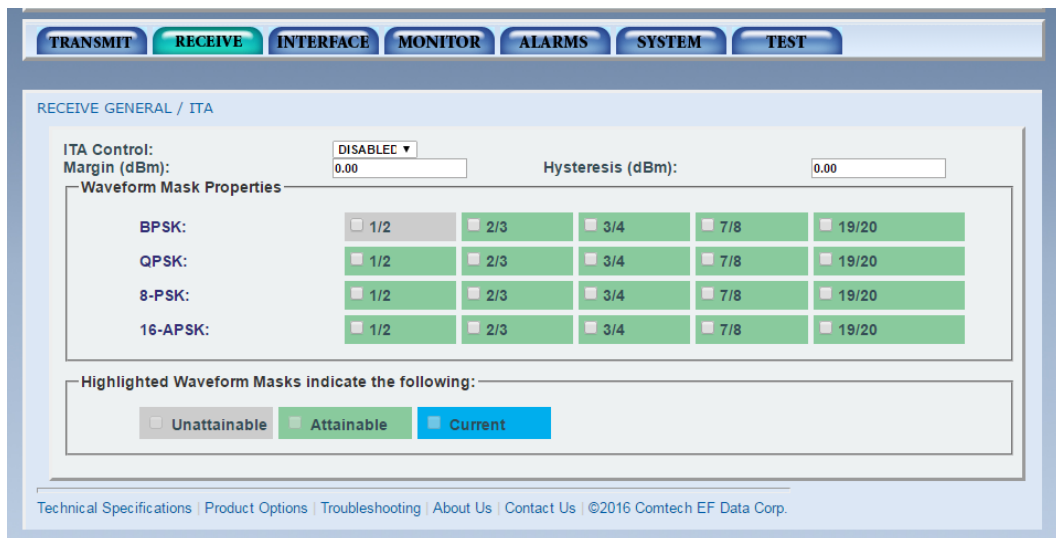 TRANSMIT RECEIVE INTERFACE MONITOR ALARMS SYSTEM TEST
RECEIVE GENERAL / ITA
ITA Control: DISABLED
Margin (dBm): 0.00 Hysteresis (dBm): 0.00
Waveform Mask Properties
BPSK: 1/2 2/3 3/4 7/8 19/20
QPSK: 1/2 2/3 3/4 7/8 19/20
8-PSK: 1/2 2/3 3/4 7/8 19/20
16-APSK: 1/2 2/3 3/4 7/8 19/20
Highlighted Waveform Masks indicate the following:
Unattainable Attainable Current
Technical Specifications | Product Options | Troubleshooting | About Us | Contact Us | ©2016 Comtech EF Data Corp.